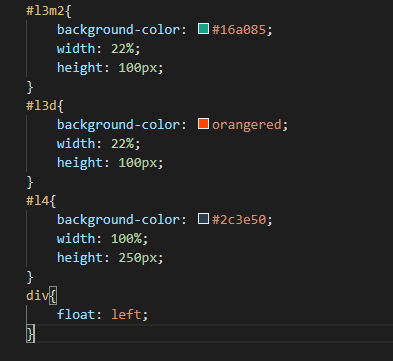 #l3m2{
    background-color: #16a085;
    width: 22%;
    height: 100px;
}
#l3d{
    background-color: orangered;
    width: 22%;
    height: 100px;
}
#l4{
    background-color: #2c3e50;
    width: 100%;
    height: 250px;
}
div{
    float: left;
}